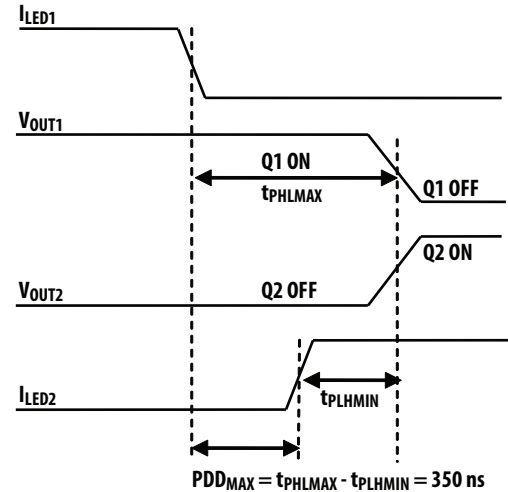 ILED1
VOUT1
Q1 ON
tPHLMAX
Q1 OFF
Q2 ON
VOUT2
Q2 OFF
tPLHMIN
ILED2
PDDMAX = tPHLMAX - tPLHMIN = 350 ns